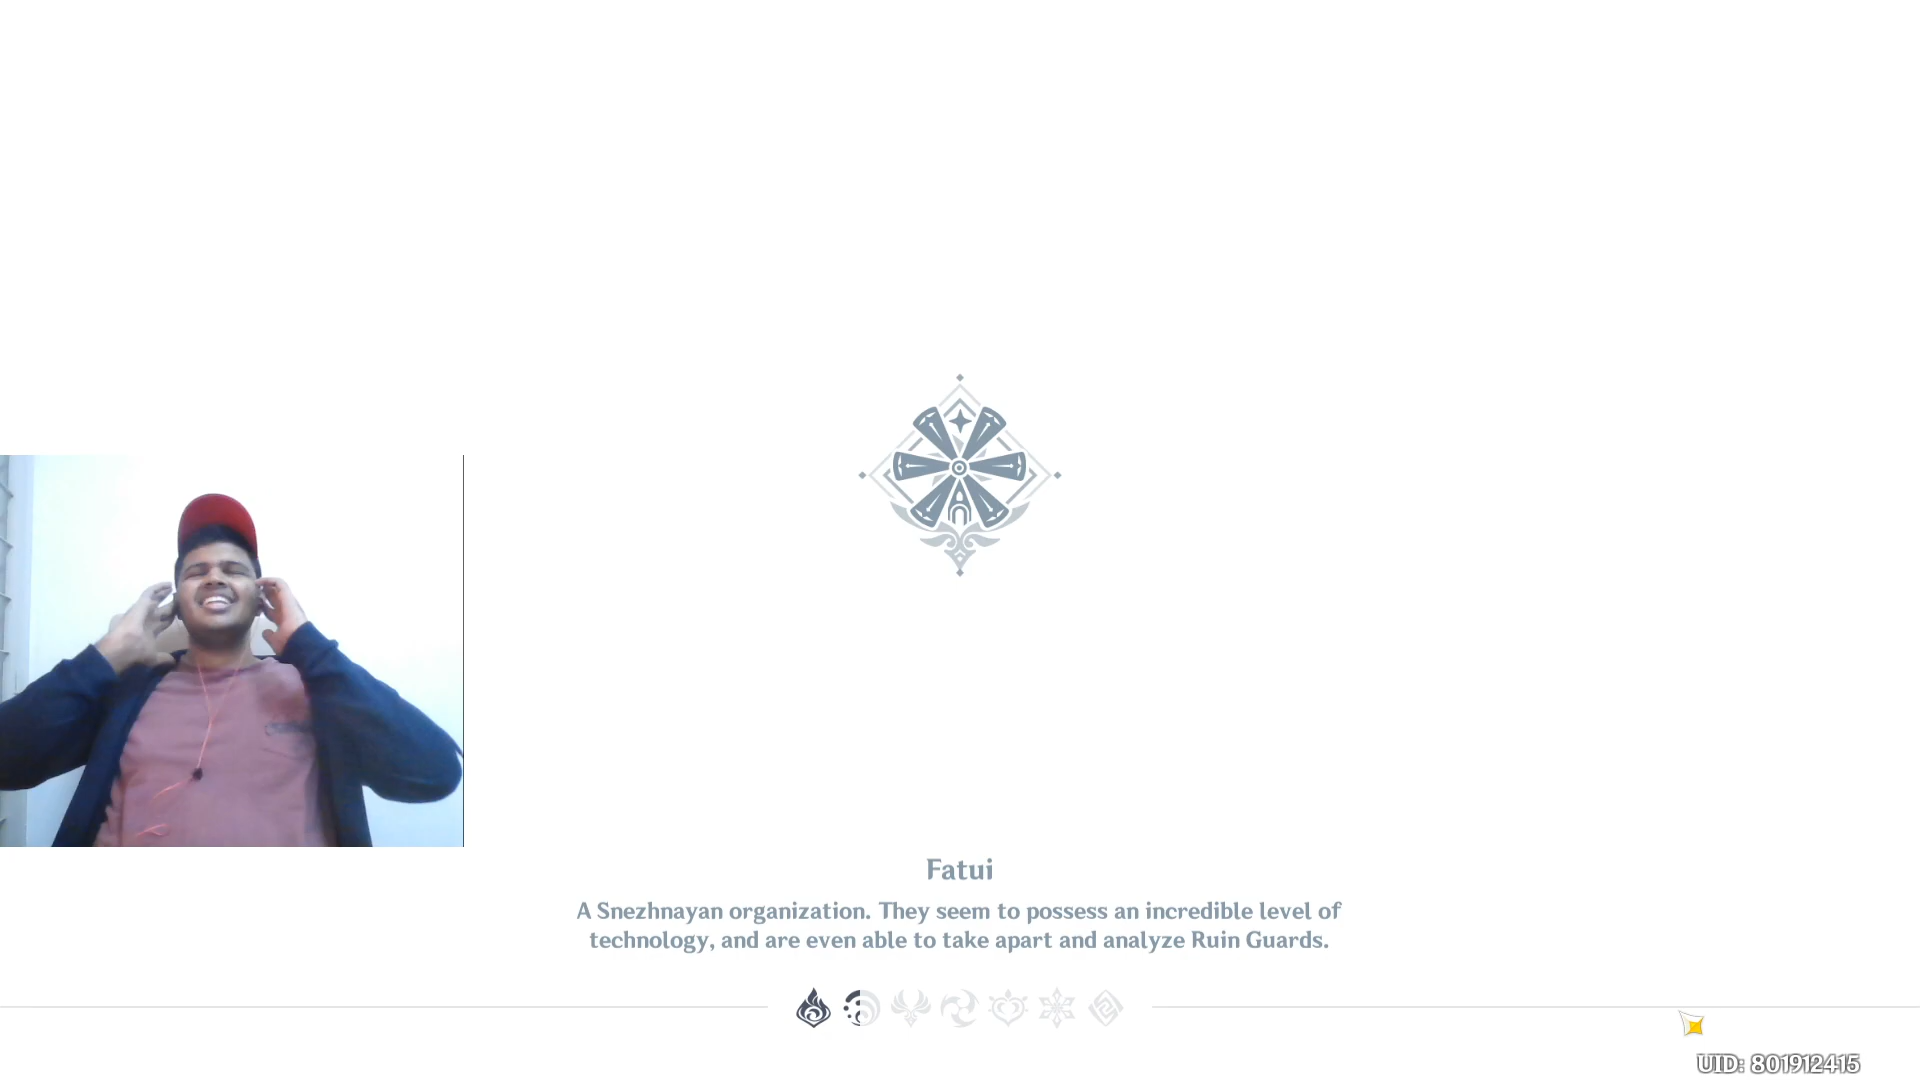 Fatui
A Snezhnayan organization. They seem to possess an incredible level of
technology, and are even able to take apart and analyze Ruin Guards.
UID: 801912415